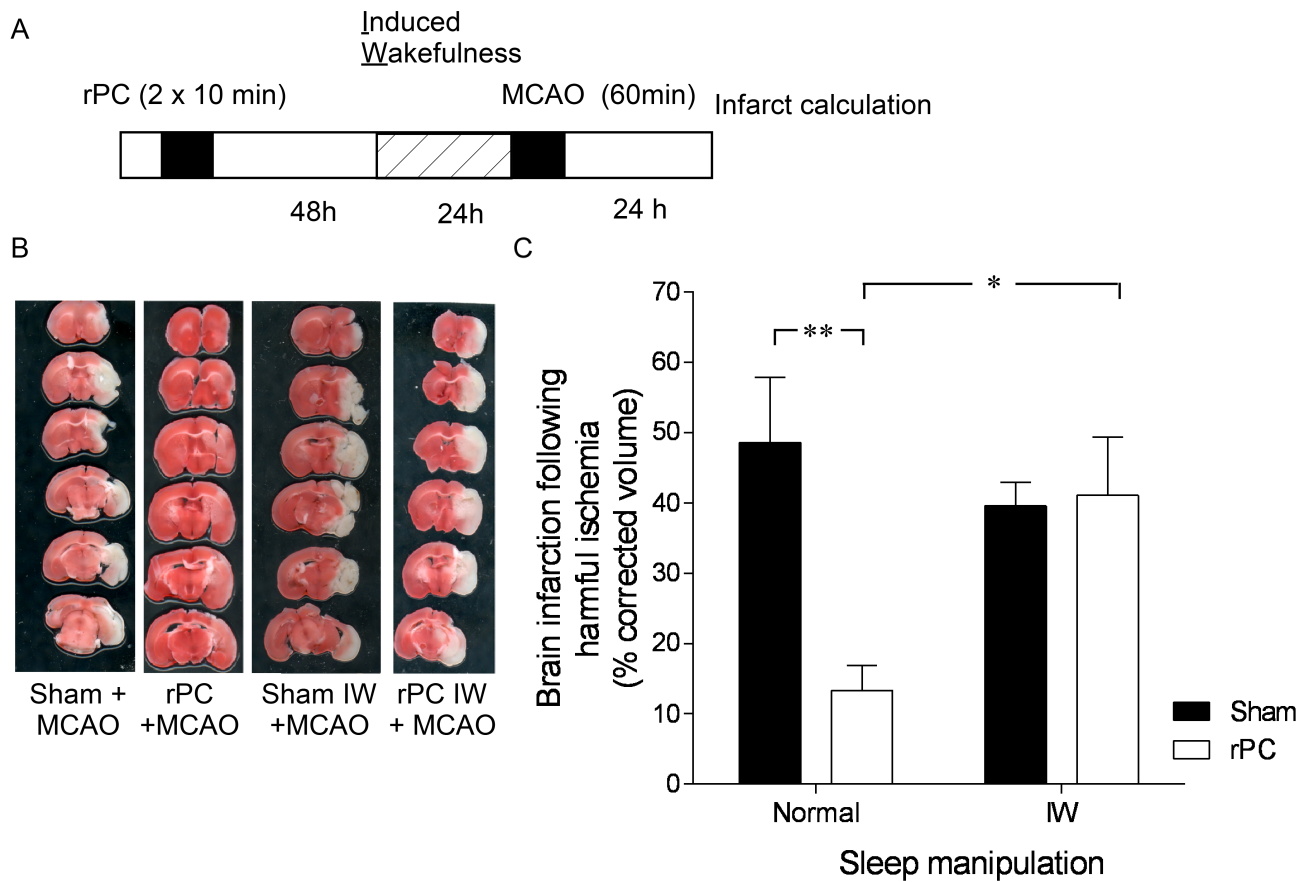 A
Induced
Wakefulness
rPC (2 x 10 min)
MCAO (60min)
Infarct calculation
48h
24h
24 h
B
Sham +
MCAO
rPC
+MCAO
Sham IW
+MCAO
rPC IW
+ MCAO
C
Brain infarction following
harmful ischemia
(% corrected volume)
70
60
50
40
30
20
10
0
*
**
Normal
IW
Sleep manipulation
Sham
rPC